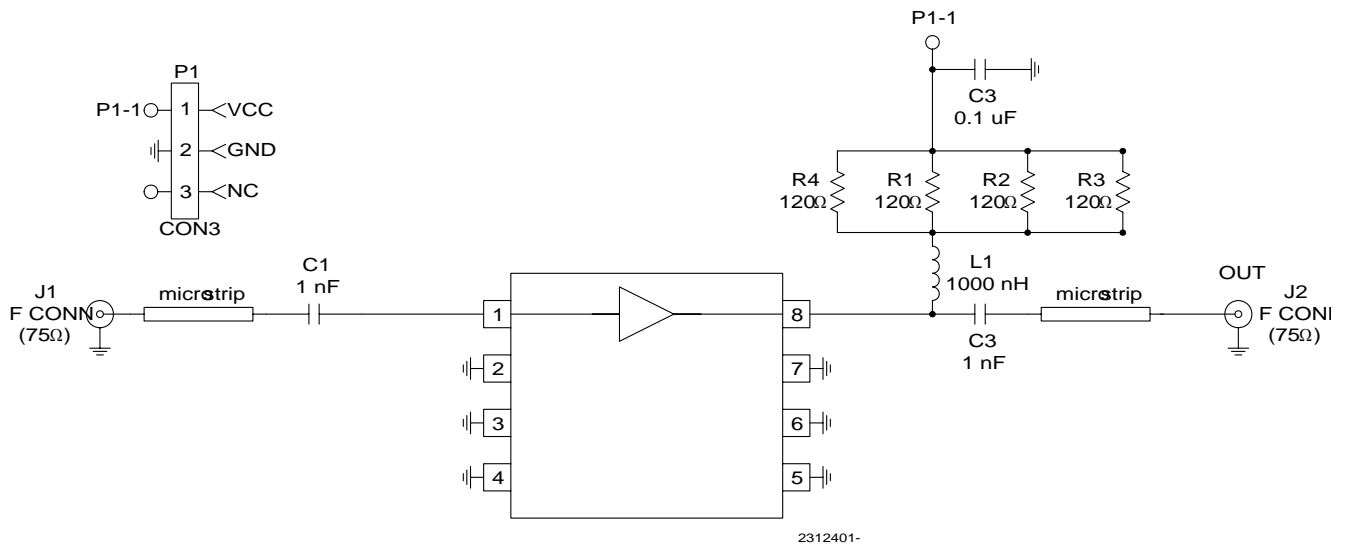 P1-1
P1
P1-1
1
VCC
2
GND
3
NC
CON3
C3
0.1 uF
R4
120Ω
R1
120Ω
R2
120Ω
R3
120Ω
L1
1000 nH
J1
F CONN
(75Ω)
microstrip
C1
1 nF
1
2
3
4
8
7
6
5
C3
1 nF
microstrip
OUT
J2
F CON
(75Ω)
2312401-